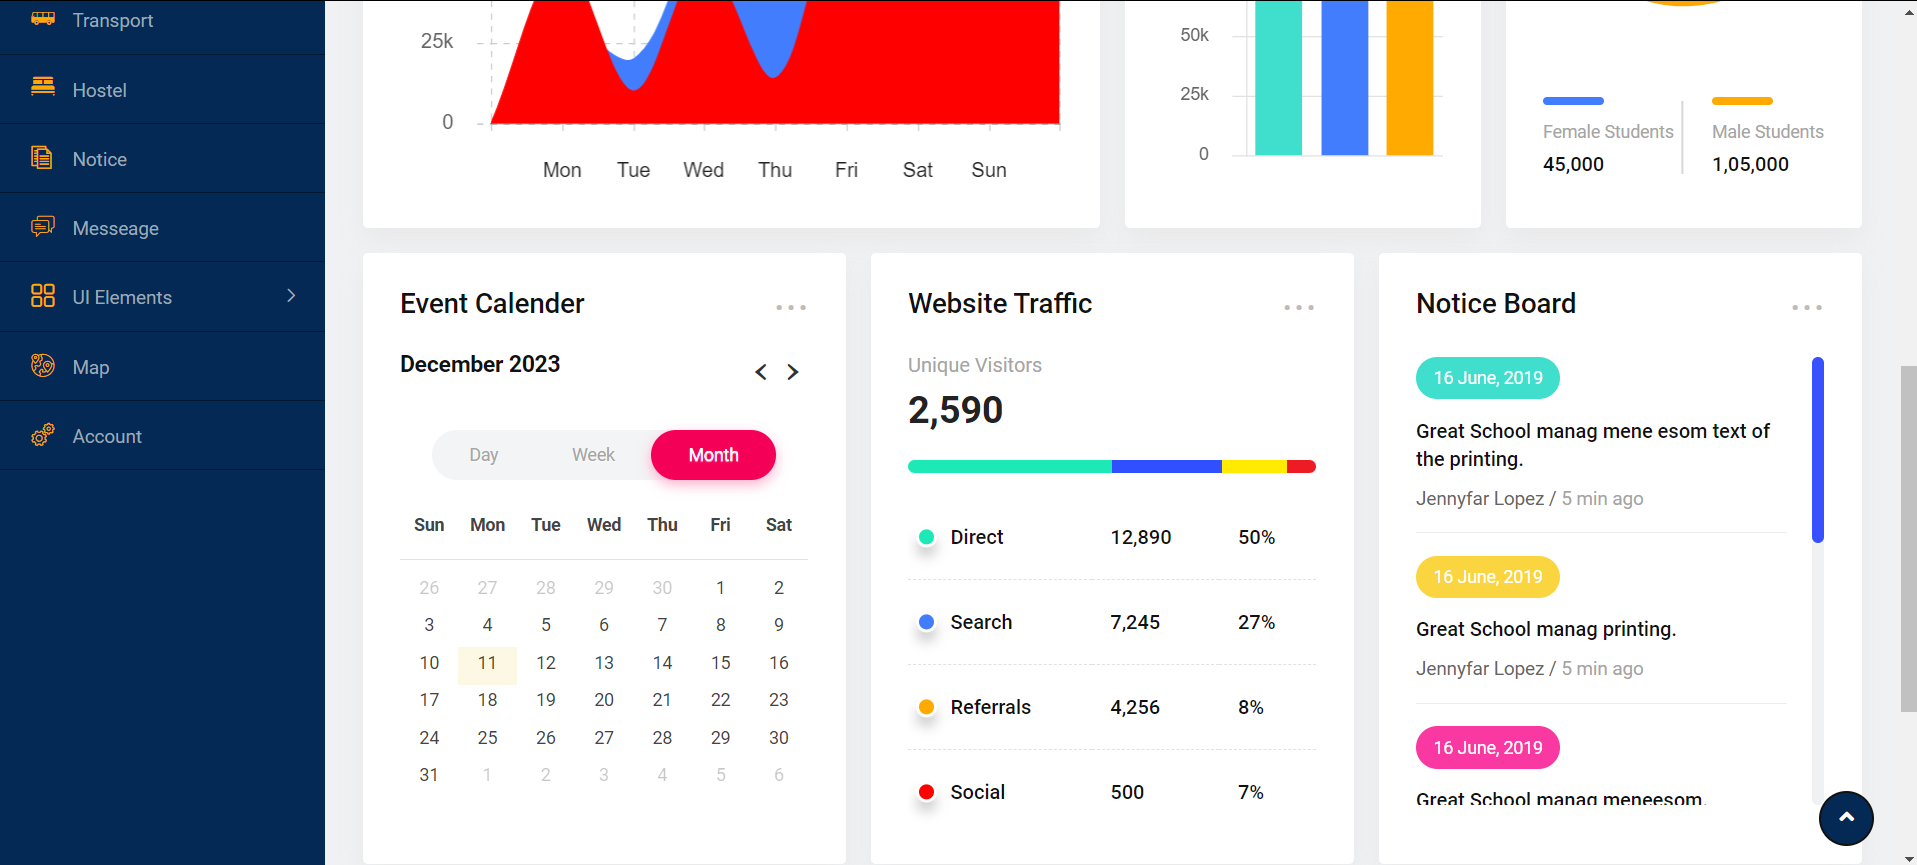 Transport
Hostel
Notice
Messeage
UI Elements
Map
Account
25k
0
Mon Tue Wed Thu Fri Sat Sun
50k
25k
0
Female Students
45,000
Male Students
1,05,000
Event Calender
December 2023
Day Week Month
Sun Mon Tue Wed Thu Fri Sat
26 27 28 29 30 1 2
3 4 5 6 7 8 9
10 11 12 13 14 15 16
17 18 19 20 21 22 23
24 25 26 27 28 29 30
31 1 2 3 4 5 6
Website Traffic
Unique Visitors
2,590
Direct 12,890 50%
Search 7,245 27%
Referrals 4,256 8%
Social 500 7%
Notice Board
16 June, 2019
Great School manag mene esom text of
the printing.
Jennyfar Lopez / 5 min ago
16 June, 2019
Great School manag printing.
Jennyfar Lopez / 5 min ago
16 June, 2019
Great School manag meneesom.